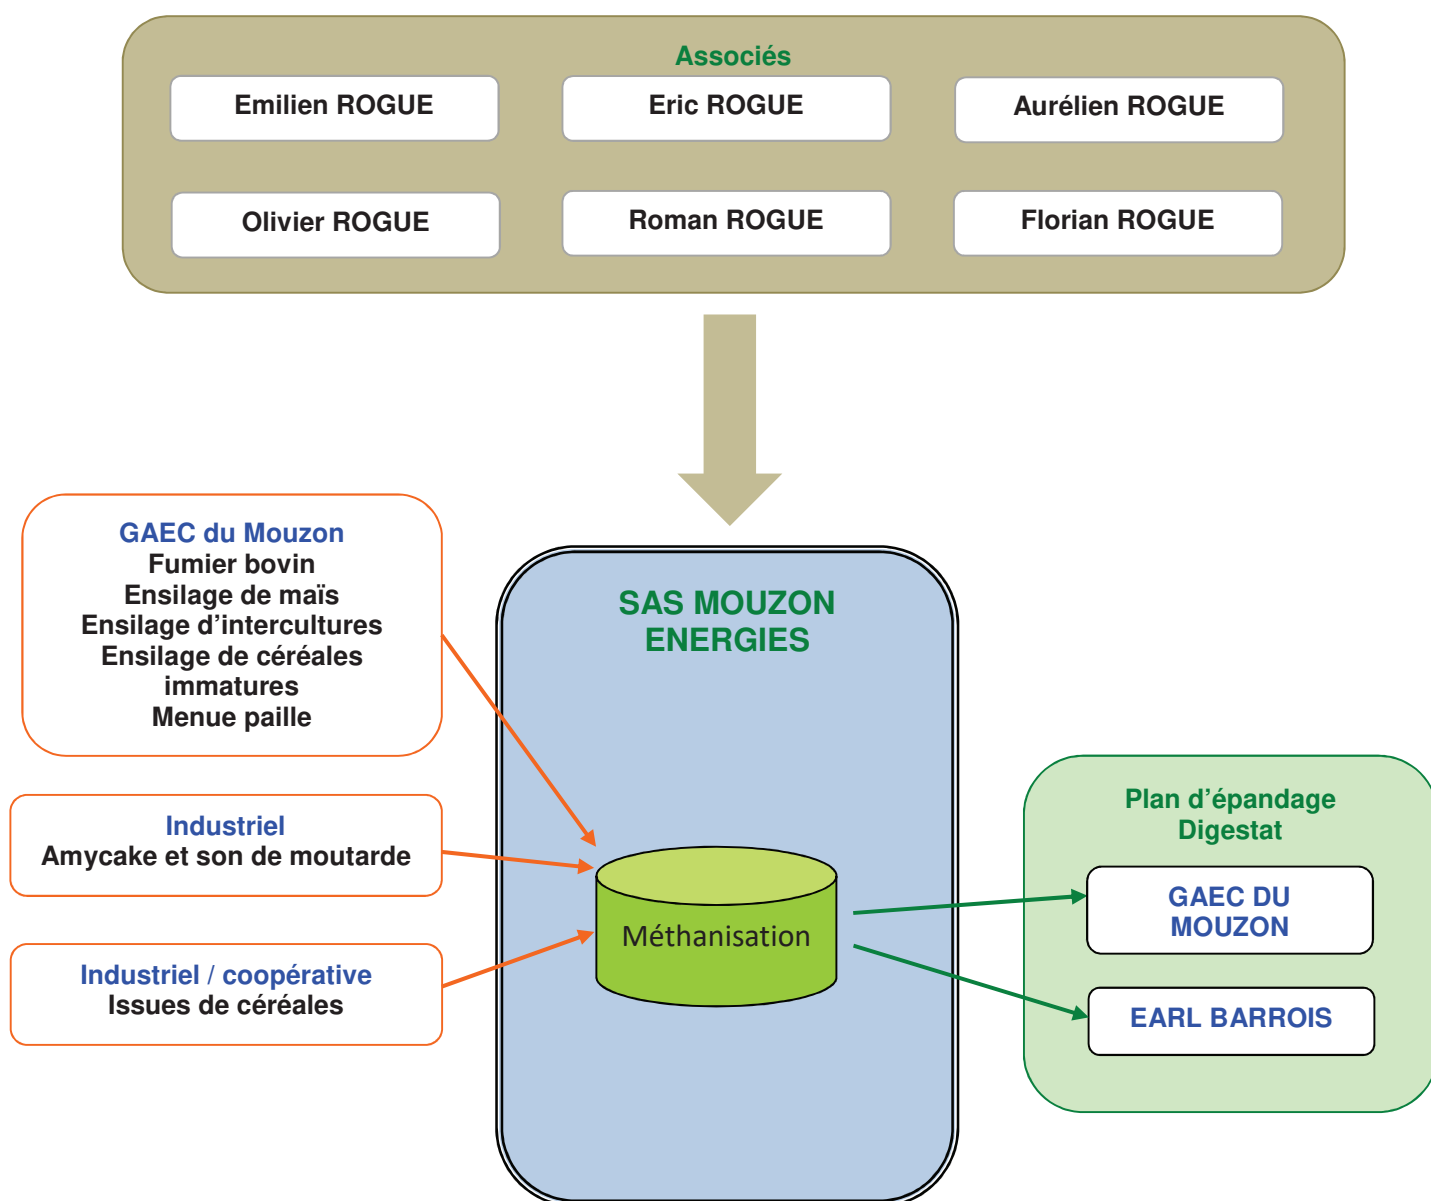 Associés
Emilien ROGUE
Eric ROGUE
Aurélien ROGUE
Olivier ROGUE
Roman ROGUE
Florian ROGUE
GAEC du Mouzon
Fumier bovin
Ensilage de maïs
Ensilage d’intercultures
Ensilage de céréales
immatures
Menue paille
Industriel
Amycake et son de moutarde
Industriel / coopérative
Issues de céréales
SAS MOUZON
ENERGIES
Méthanisation
Plan d’épandage
Digestat
GAEC DU
MOUZON
EARL BARROIS